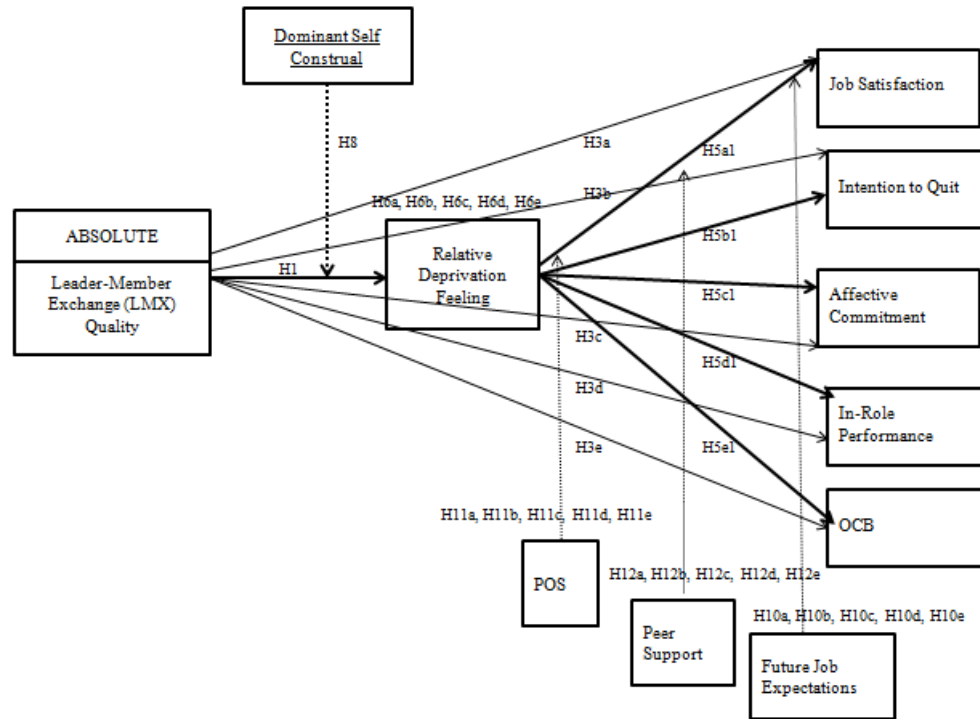 Dominant Self
Construal
Job Satisfaction
H8
H3a
H5a1
H6a, H6b, H6c, H6d, H6e
H3b
Intention to Quit
ABSOLUTE
Leader-Member
Exchange (LMX)
Quality
H1
Relative
Deprivation
Feeling
H5b1
H5c1
Affective
Commitment
H3c
H5d1
H3d
In-Role
Performance
H3e
H5e1
H11a, H11b, H11c, H11d, H11e
OCB
POS
H12a, H12b, H12c, H12d, H12e
Peer
Support
H10a, H10b, H10c, H10d, H10e
Future Job
Expectations